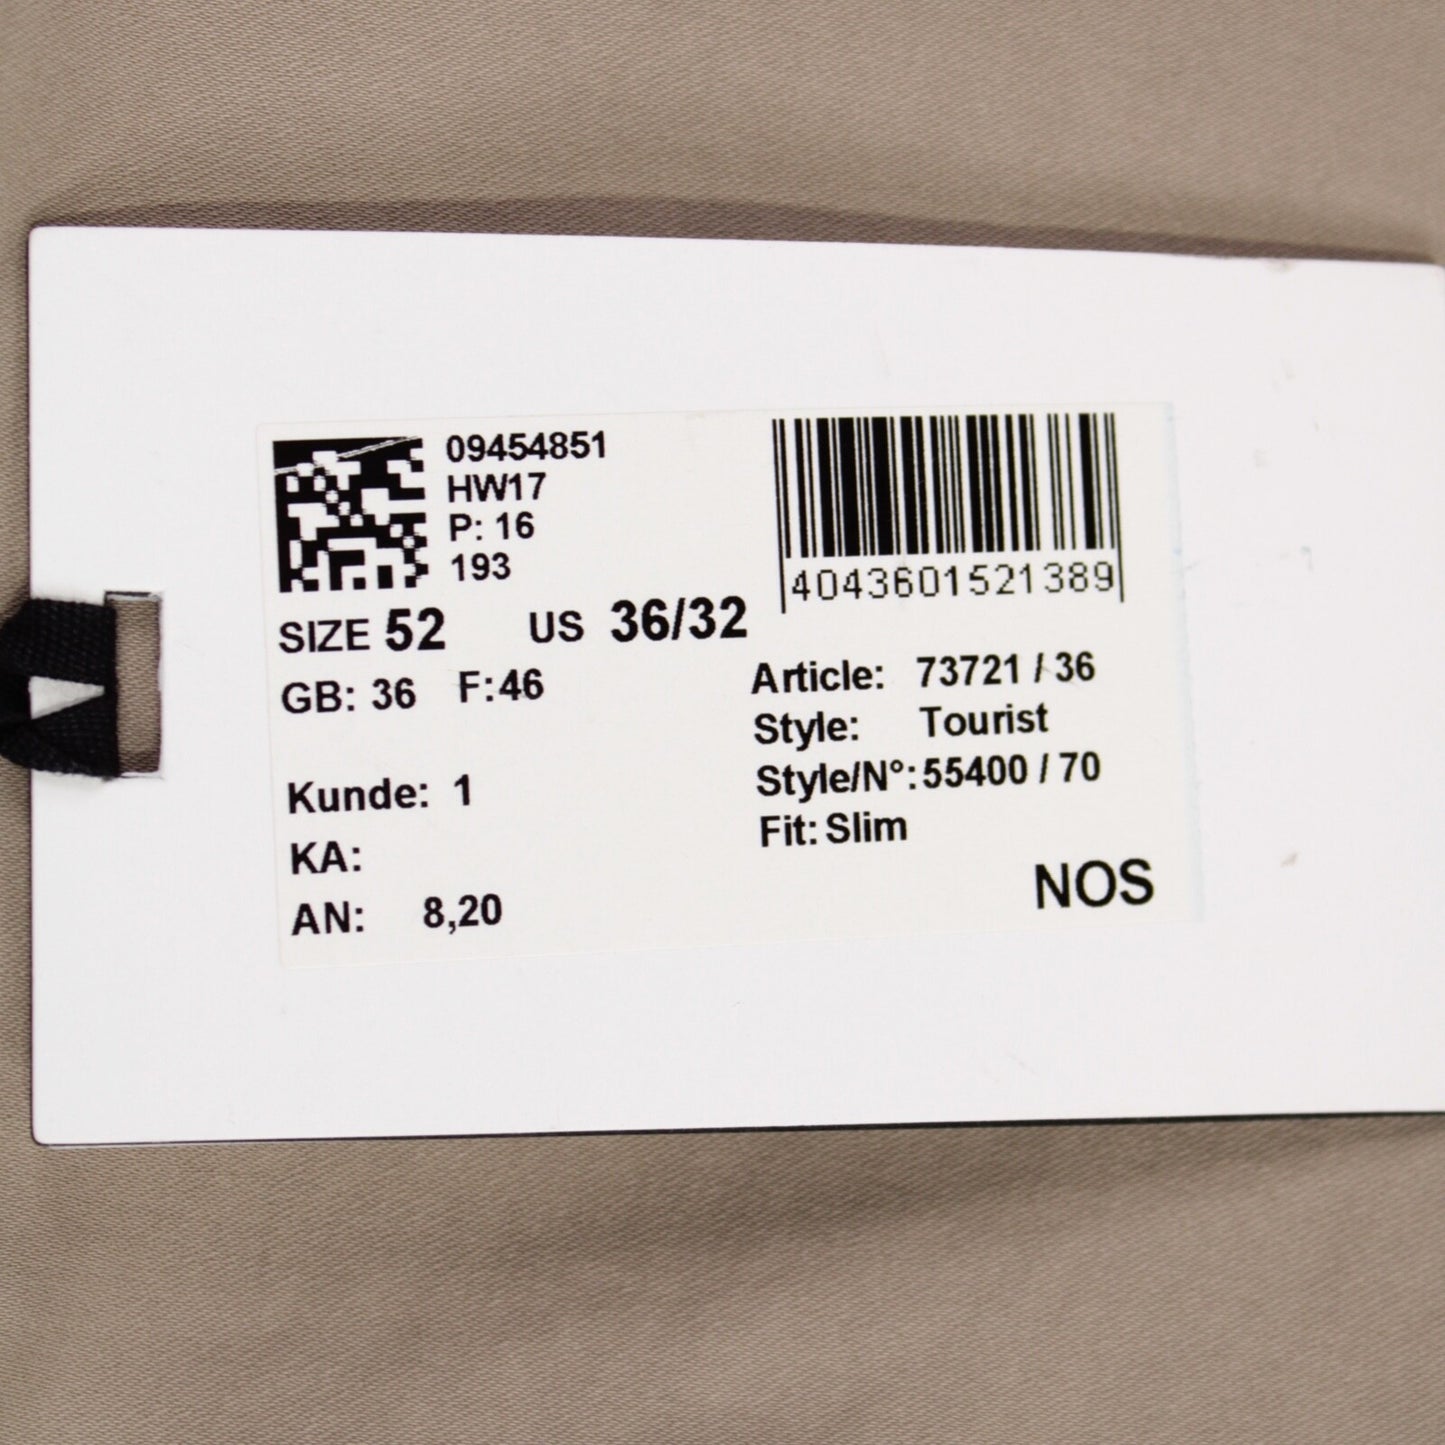 09454851
HW17
P: 16
193
4043601521389
SIZE 52 US 36/32
GB: 36 F:46
Article: 73721 / 36
Style: Tourist
Style/N°:55400 / 70
Fit: Slim
Kunde: 1
KA:
AN: 8,20
NOS